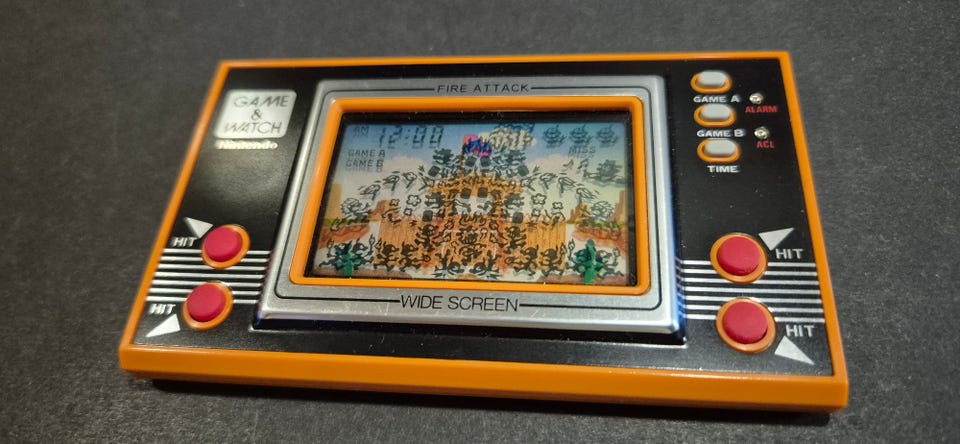 FIRE ATTACK
GAME
&
WATCH
Nintendo
GAME A
ALARM
GAME B
ACL
TIME
AM
12:00
GAME A
GAME B
MISS
HIT
HIT
HIT
HIT
WIDE SCREEN